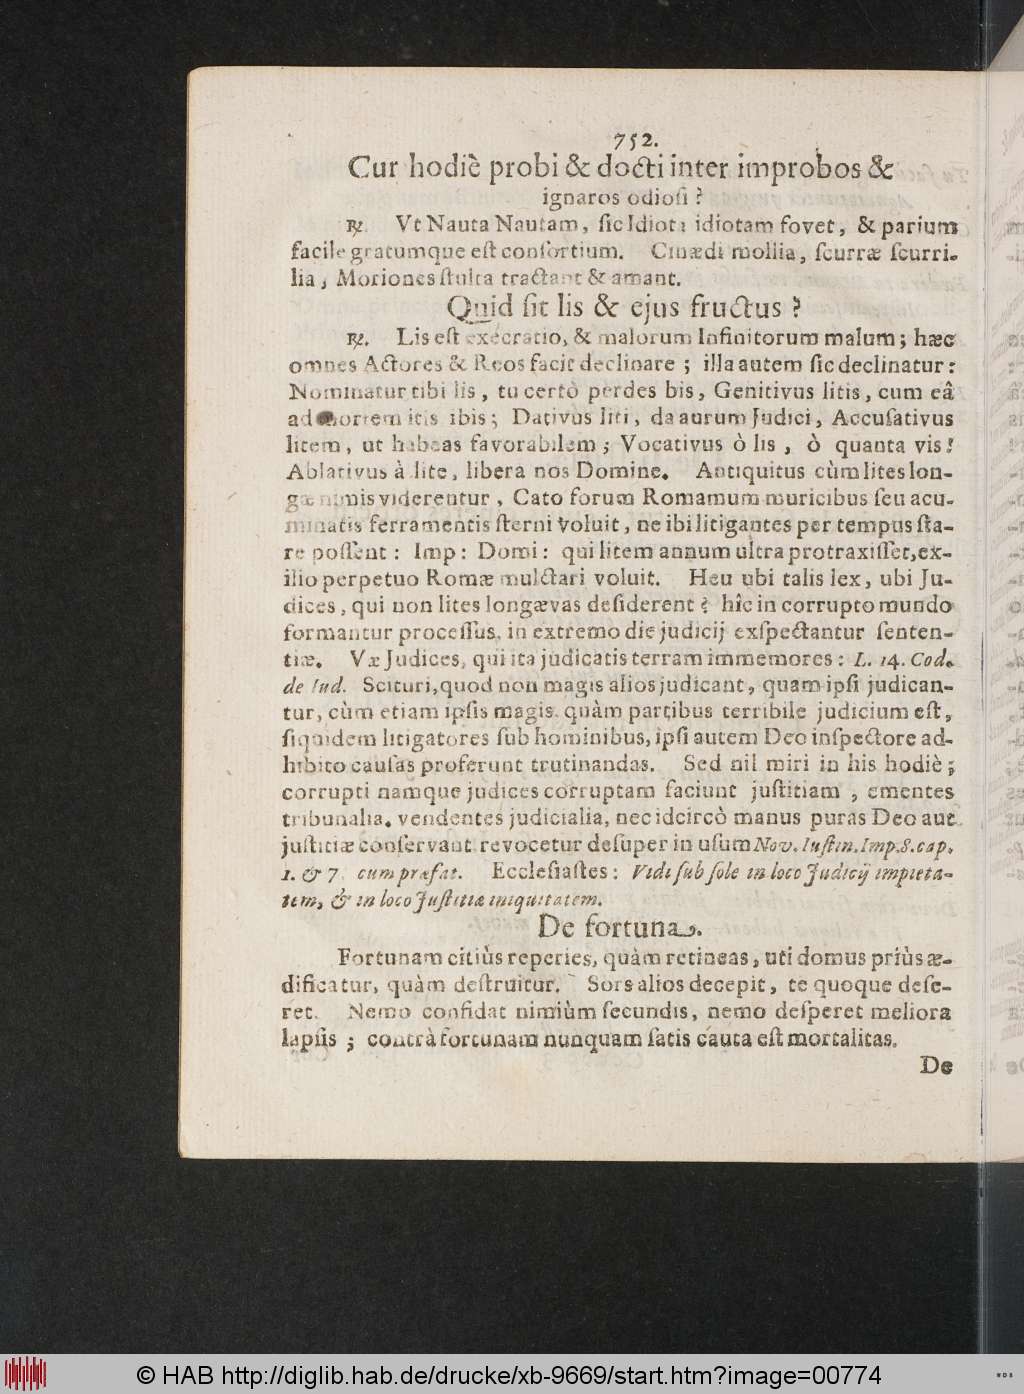 752.
Cur hodiè probi & docti inter improbos &
ignaros odioſi ?
℞. Vt Nauta Nautam, ſic Idiota idiotam fovet, & parium
facile gratumque eſt conſortium. Cinædi mollia, ſcurræ ſcurri-
lia, Moriones ſtulta tractant & amant.
Quid ſit lis & ejus fructus ?
℞. Lis eſt execratio, & malorum Infinitorum malum; hæc
omnes Actores & Reos facit declinare ; illa autem ſic declinatur:
Nominatur tibi lis, tu certò perdes bis, Genitivus litis, cum eâ
ad mortem itis ibis; Dativus liti, da aurum Judici, Accuſativus
litem, ut habeas favorabilem; Vocativus ò lis, ò quanta vis!
Ablativus à lite, libera nos Domine. Antiquitus cùm lites lon-
gæ nimis viderentur, Cato forum Romamum muricibus ſeu acu-
minatis ferramentis ſterni voluit, ne ibi litigantes per tempus ſta-
re poſſent: Imp: Domi: qui litem annum ultra protraxiſſet, ex-
ilio perpetuo Romæ mulctari voluit. Heu ubi talis lex, ubi Ju-
dices, qui non lites longævas deſiderent? hîc in corrupto mundo
formantur proceſſus, in extremo die judicij exſpectantur ſenten-
tiæ. Væ Judices, qui ita judicatis terram immemores: L. 14. Cod.
de Iud. Scituri, quod non magis alios judicant, quam ipſi judican-
tur, cùm etiam ipſis magis quàm partibus terribile judicium eſt,
ſiquidem litigatores ſub hominibus, ipſi autem Deo inſpectore ad-
hibito cauſas proferunt trutinandas. Sed nil miri in his hodiè;
corrupti namque judices corruptam faciunt juſtitiam, ementes
tribunalia, vendentes judicialia, nec idcircò manus puras Deo aut
juſtitiæ conſervant revocetur deſuper in uſum Nov. Iuſtin. Imp. 8. cap.
1. & 7. cum præfat. Eccleſiaſtes: Vidi ſub ſole in loco Judicij impieta-
tem, & in loco Juſtitiæ iniquitatem.
De fortuna.
Fortunam citiùs reperies, quàm retineas, uti domus priùs æ-
dificatur, quàm deſtruitur. Sors alios decepit, te quoque deſe-
ret. Nemo confidat nimiùm ſecundis, nemo deſperet meliora
lapſis ; contrà fortunam nunquam ſatis cauta eſt mortalitas.
De
© HAB http://diglib.hab.de/drucke/xb-9669/start.htm?image=00774